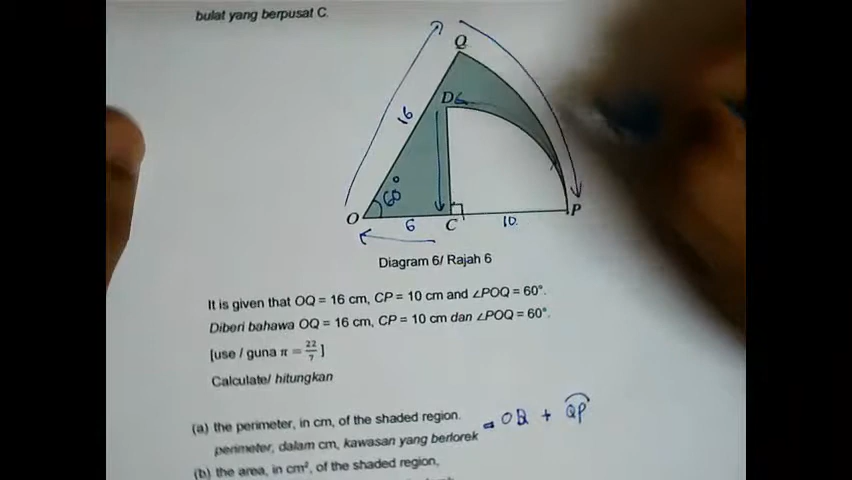 bulat yang berpusat C.
Q
D
16
60°
O
6
C
10
P
Diagram 6/ Rajah 6
It is given that OQ = 16 cm, CP = 10 cm and ∠POQ = 60°.
Diberi bahawa OQ = 16 cm, CP = 10 cm dan ∠POQ = 60°.
[use / guna π = 22/7 ]
Calculate/ hitungkan
(a) the perimeter, in cm, of the shaded region.
OQ + QP
perimeter, dalam cm, kawasan yang berlorek
(b) the area, in cm², of the shaded region,